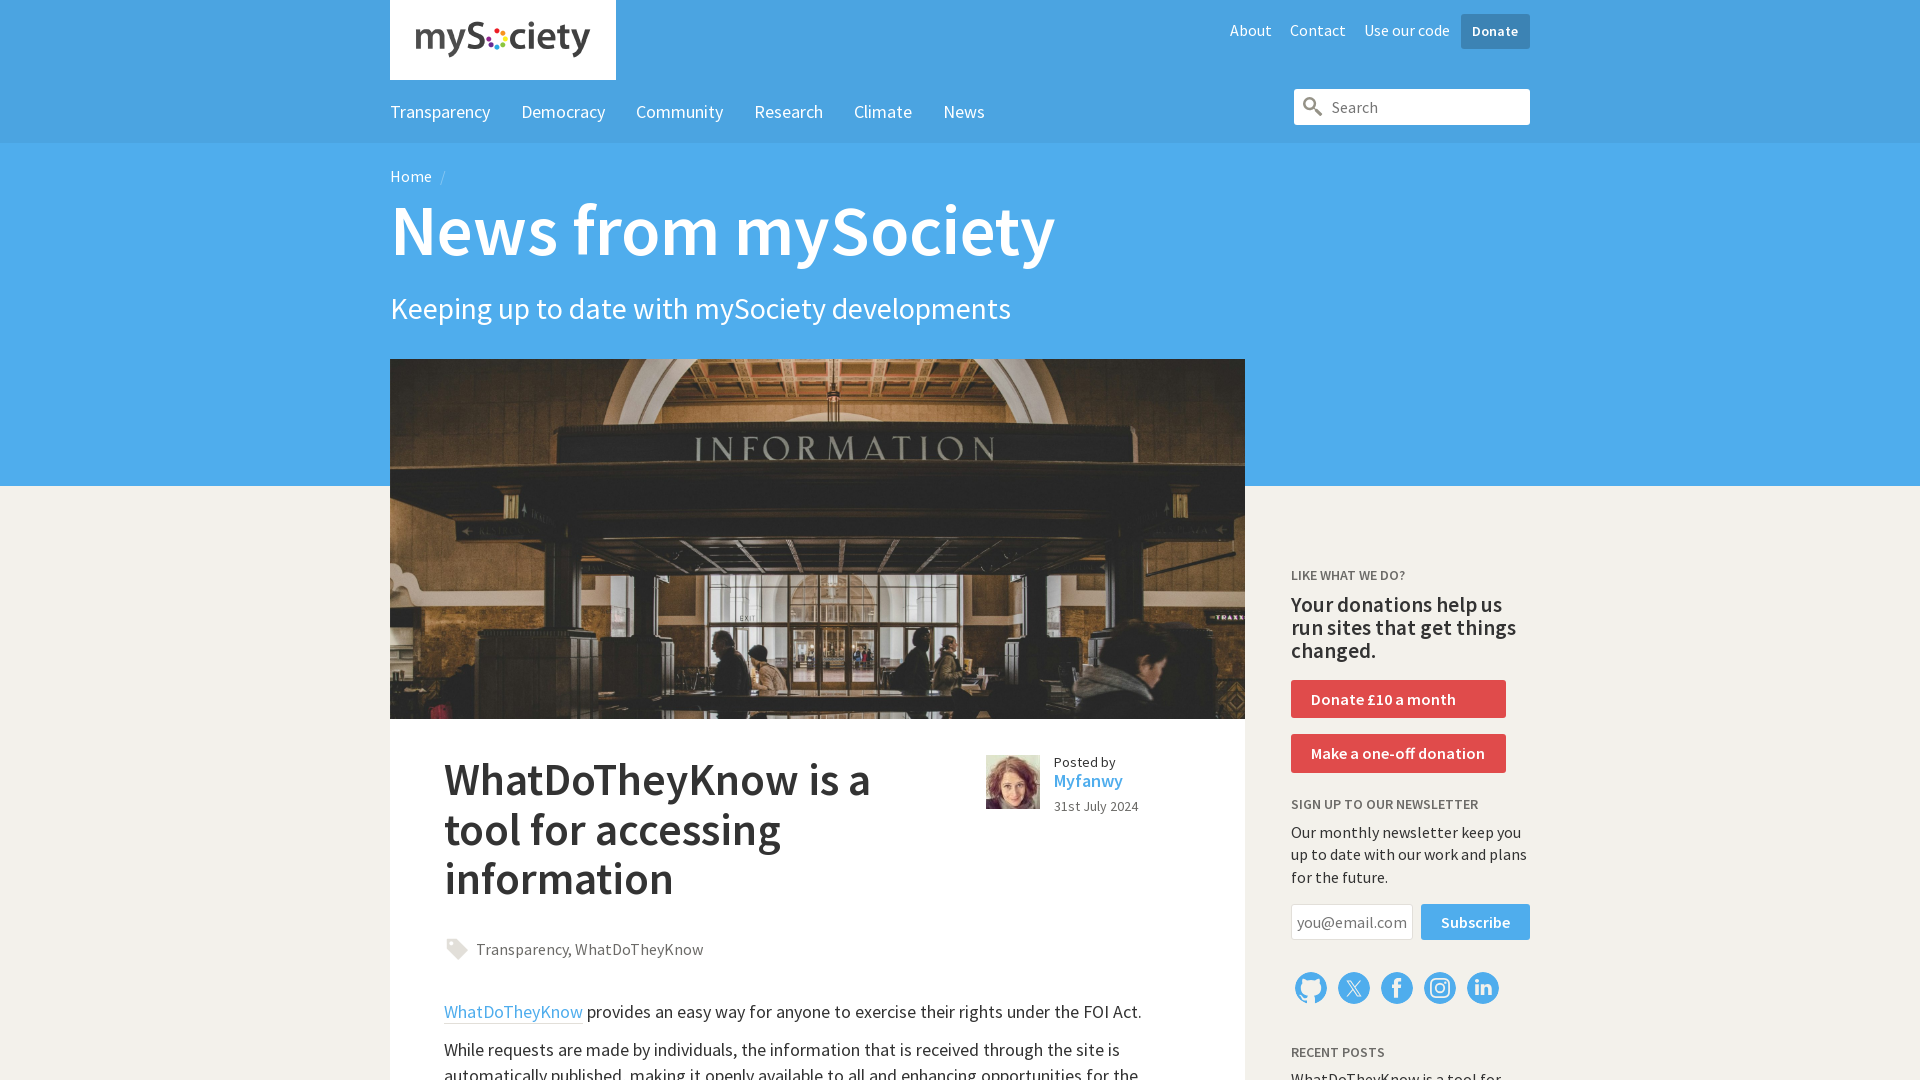 mySociety
About
Contact
Use our code
Donate
Transparency
Democracy
Community
Research
Climate
News
Search
Home /
News from mySociety
Keeping up to date with mySociety developments
INFORMATION
EXIT
WhatDoTheyKnow is a
tool for accessing
information
Posted by
Myfanwy
31st July 2024
Transparency, WhatDoTheyKnow
WhatDoTheyKnow provides an easy way for anyone to exercise their rights under the FOI Act.
While requests are made by individuals, the information that is received through the site is
automatically published, making it openly available to all and enhancing opportunities for the
LIKE WHAT WE DO?
Your donations help us
run sites that get things
changed.
Donate £10 a month
Make a one-off donation
SIGN UP TO OUR NEWSLETTER
Our monthly newsletter keep you
up to date with our work and plans
for the future.
you@email.com
Subscribe
RECENT POSTS
WhatDoTheyKnow is a tool for